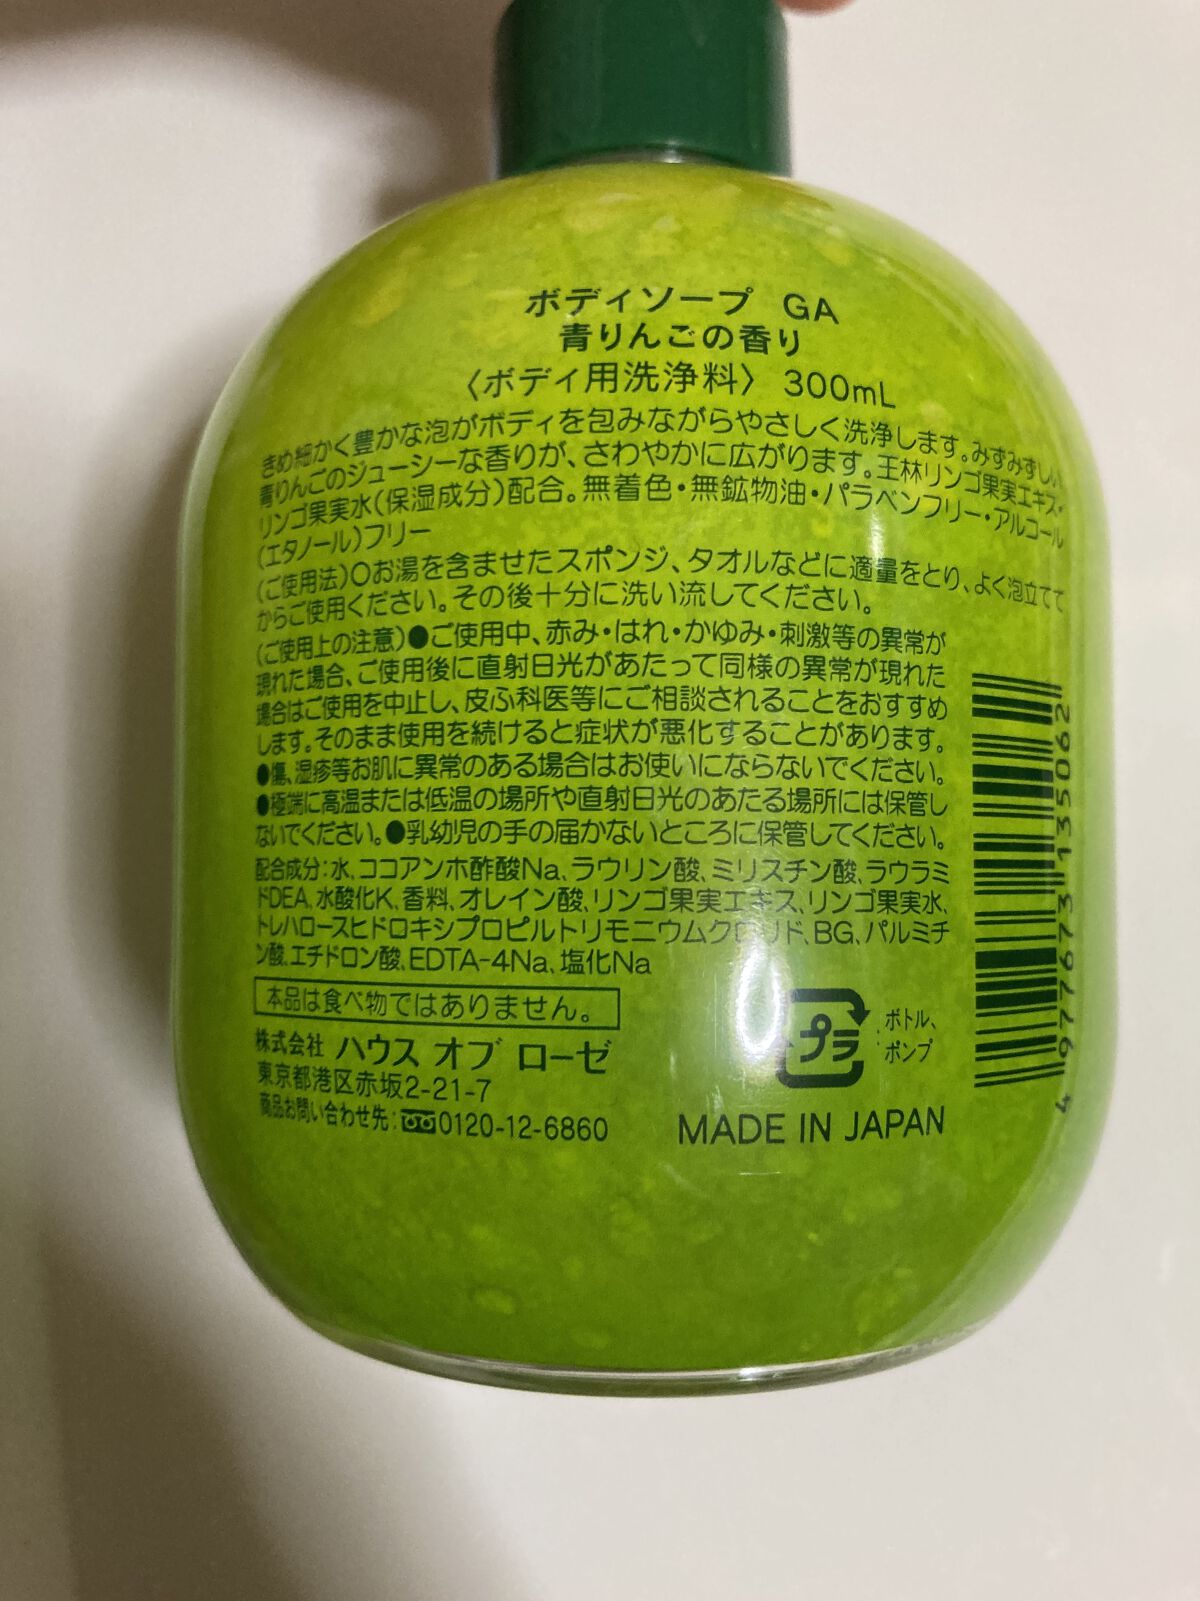 ボディソープ GA
青りんごの香り
〈ボディ用洗浄料〉 300mL
きめ細かく豊かな泡がボディを包みながらやさしく洗浄します。みずみずしい
青りんごのジューシーな香りが、さわやかに広がります。王林リンゴ果実エキス・
リンゴ果実水(保湿成分)配合。無着色・無鉱物油・パラベンフリー・アルコール
(エタノール)フリー
(ご使用法)○お湯を含ませたスポンジ、タオルなどに適量をとり、よく泡立てて
からご使用ください。その後十分に洗い流してください。
(ご使用上の注意)●ご使用中、赤み・はれ・かゆみ・刺激等の異常が
現れた場合、ご使用後に直射日光があたって同様の異常が現れた
場合はご使用を中止し、皮ふ科医等にご相談されることをおすすめ
します。そのまま使用を続けると症状が悪化することがあります。
●傷、湿疹等お肌に異常のある場合はお使いにならないでください。
●極端に高温または低温の場所や直射日光のあたる場所には保管し
ないでください。●乳幼児の手の届かないところに保管してください。
配合成分:水、ココアンホ酢酸Na、ラウリン酸、ミリスチン酸、ラウラミ
ドDEA、水酸化K、香料、オレイン酸、リンゴ果実エキス、リンゴ果実水、
トレハロースヒドロキシプロピルトリモニウムクロリド、BG、パルミチ
ン酸、エチドロン酸、EDTA-4Na、塩化Na
本品は食べ物ではありません。
株式会社 ハウス オブ ローゼ
東京都港区赤坂2-21-7
商品お問い合わせ先:0120-12-6860
プラ
ボトル、
ポンプ
MADE IN JAPAN
4977673135062